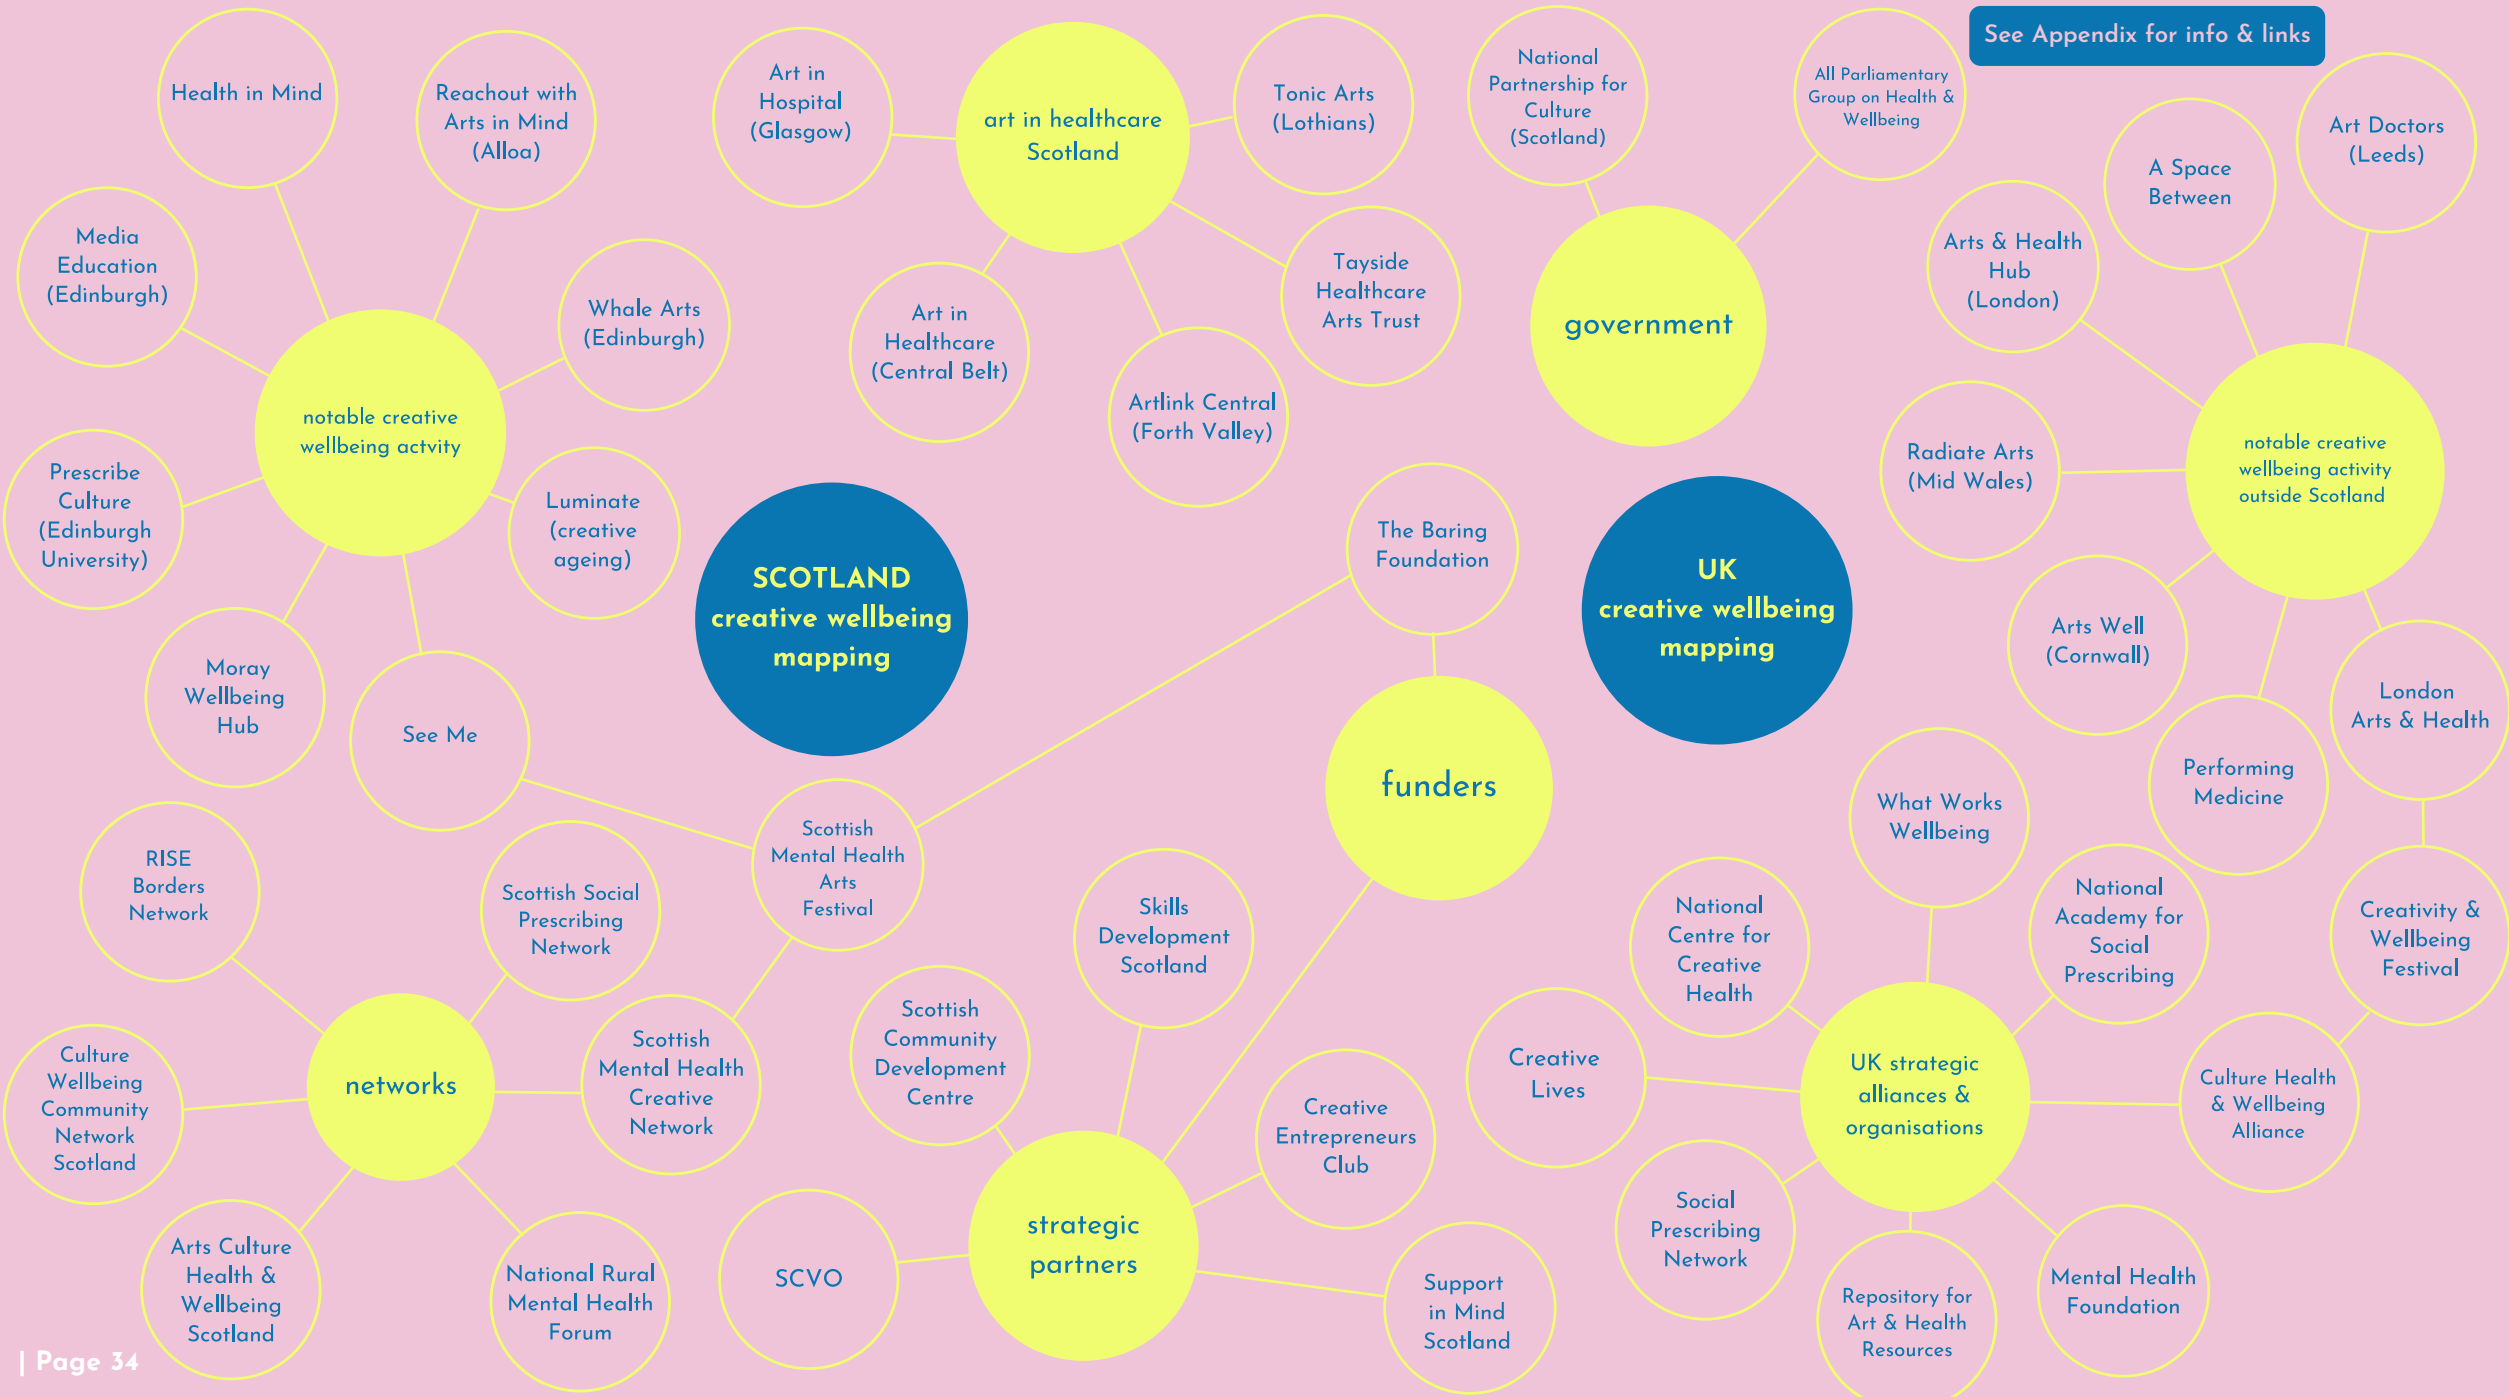 See Appendix for info & links
Health in Mind
Reachout with
Arts in Mind
(Alloa)
Media
Education
(Edinburgh)
Whale Arts
(Edinburgh)
notable creative
wellbeing actvity
Prescribe
Culture
(Edinburgh
University)
Luminate
(creative
ageing)
Moray
Wellbeing
Hub
See Me
Art in
Hospital
(Glasgow)
art in healthcare
Scotland
Tonic Arts
(Lothians)
Art in
Healthcare
(Central Belt)
Artlink Central
(Forth Valley)
Tayside
Healthcare
Arts Trust
National
Partnership for
Culture
(Scotland)
All Parliamentary
Group on Health &
Wellbeing
government
Art Doctors
(Leeds)
A Space
Between
Arts & Health
Hub
(London)
Radiate Arts
(Mid Wales)
notable creative
wellbeing activity
outside Scotland
Arts Well
(Cornwall)
London
Arts & Health
Performing
Medicine
SCOTLAND
creative wellbeing
mapping
The Baring
Foundation
UK
creative wellbeing
mapping
funders
Scottish
Mental Health
Arts
Festival
RISE
Borders
Network
Scottish Social
Prescribing
Network
networks
Culture
Wellbeing
Community
Network
Scotland
Scottish
Mental Health
Creative
Network
Arts Culture
Health &
Wellbeing
Scotland
National Rural
Mental Health
Forum
Skills
Development
Scotland
Scottish
Community
Development
Centre
Creative
Entrepreneurs
Club
strategic
partners
SCVO
Support
in Mind
Scotland
What Works
Wellbeing
National
Centre for
Creative
Health
National
Academy for
Social
Prescribing
Creativity &
Wellbeing
Festival
Creative
Lives
UK strategic
alliances &
organisations
Culture Health
& Wellbeing
Alliance
Social
Prescribing
Network
Repository for
Art & Health
Resources
Mental Health
Foundation
| Page 34